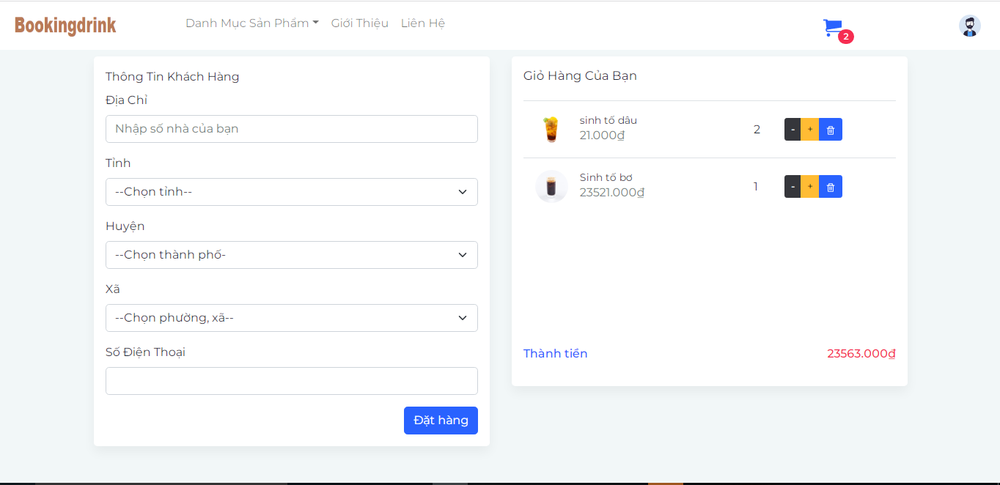 Bookingdrink
Danh Mục Sản Phẩm
Giới Thiệu
Liên Hệ
2
Thông Tin Khách Hàng
Địa Chỉ
Nhập số nhà của bạn
Tỉnh
--Chọn tỉnh--
Huyện
--Chọn thành phố-
Xã
--Chọn phường, xã--
Số Điện Thoại
Đặt hàng
Giỏ Hàng Của Bạn
sinh tố dâu
21.000₫
2
-
+
Sinh tố bơ
23521.000₫
1
-
+
Thành tiền
23563.000₫